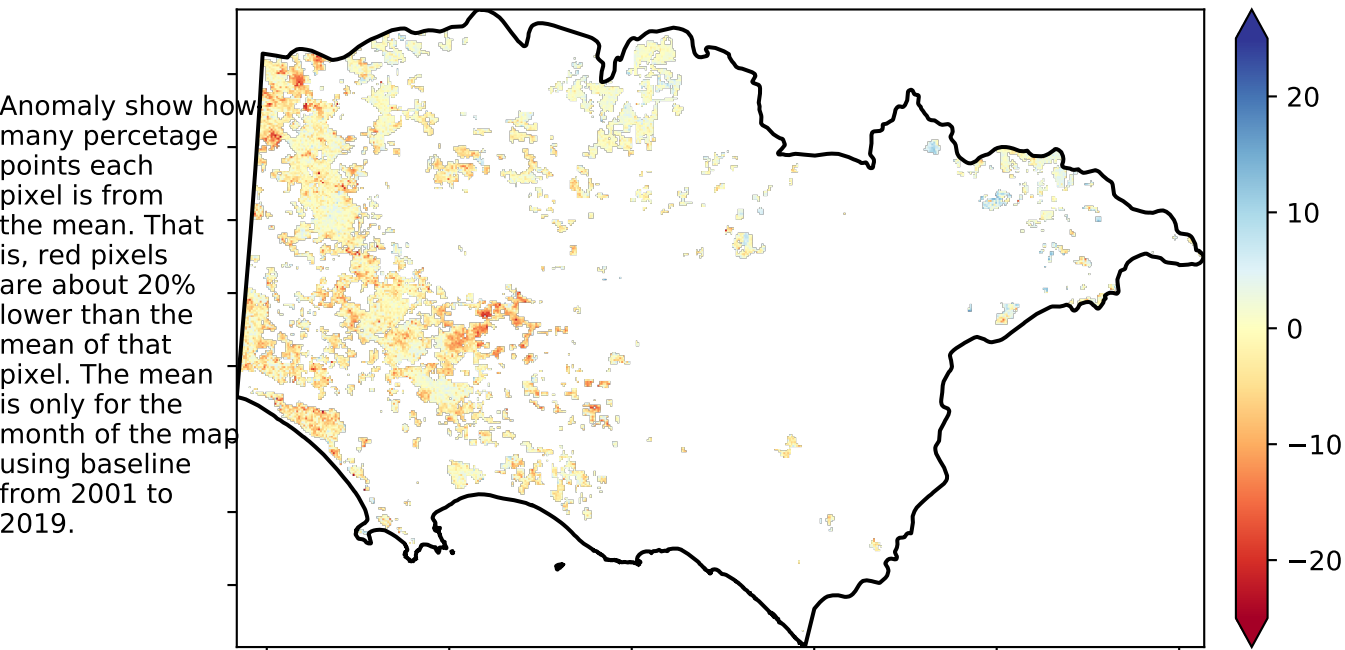 Anomaly show how
many percetage
points each
pixel is from
the mean. That
is, red pixels
are about 20%
lower than the
mean of that
pixel. The mean
is only for the
month of the map
using baseline
from 2001 to
2019.
20
10
0
−10
−20